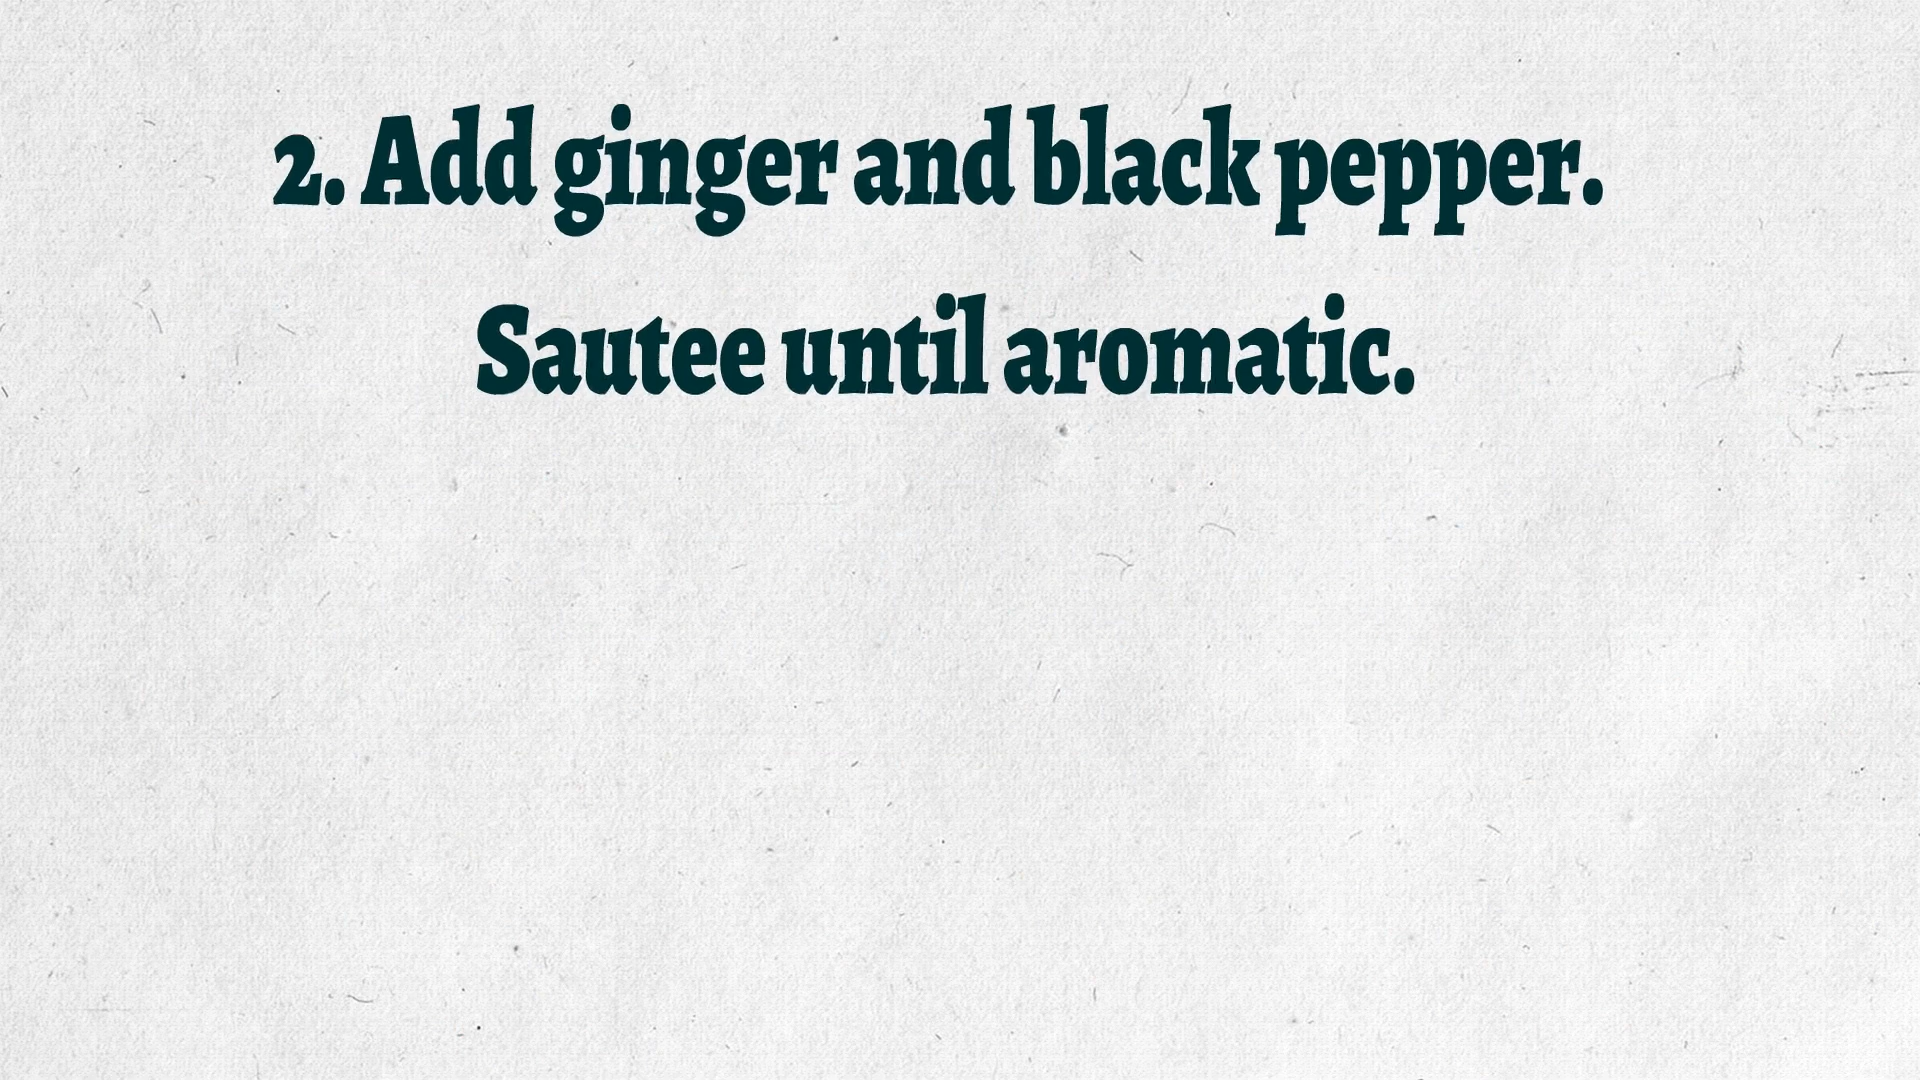 2. Add ginger and black pepper.
Sautee until aromatic.